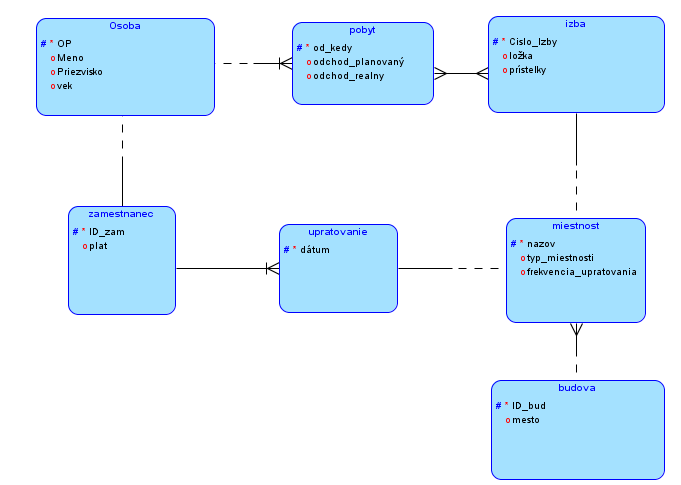 Osoba
# * OP
o Meno
o Priezvisko
o vek
pobyt
# * od_kedy
o odchod_planovaný
o odchod_realny
izba
# * Cislo_Izby
o ložka
o prístelky
zamestnanec
# * ID_zam
o plat
upratovanie
# * dátum
miestnost
# * nazov
o typ_miestnosti
o frekvencia_upratovania
budova
# * ID_bud
o mesto